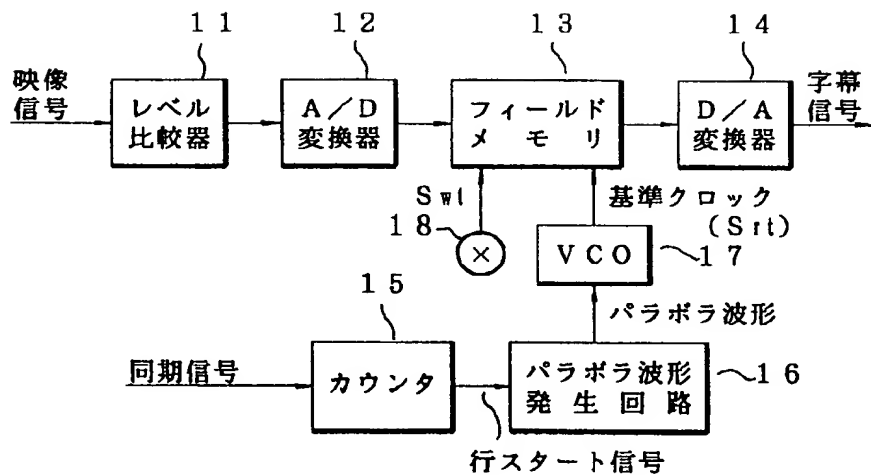 11
12
13
14
映像
信号
レベル
比較器
A/D
変換器
フィールド
メモリ
D/A
変換器
字幕
信号
Swt
18
基準クロック
(Srt)
VCO
17
15
パラボラ波形
同期信号
カウンタ
パラボラ波形
発生回路
16
行スタート信号